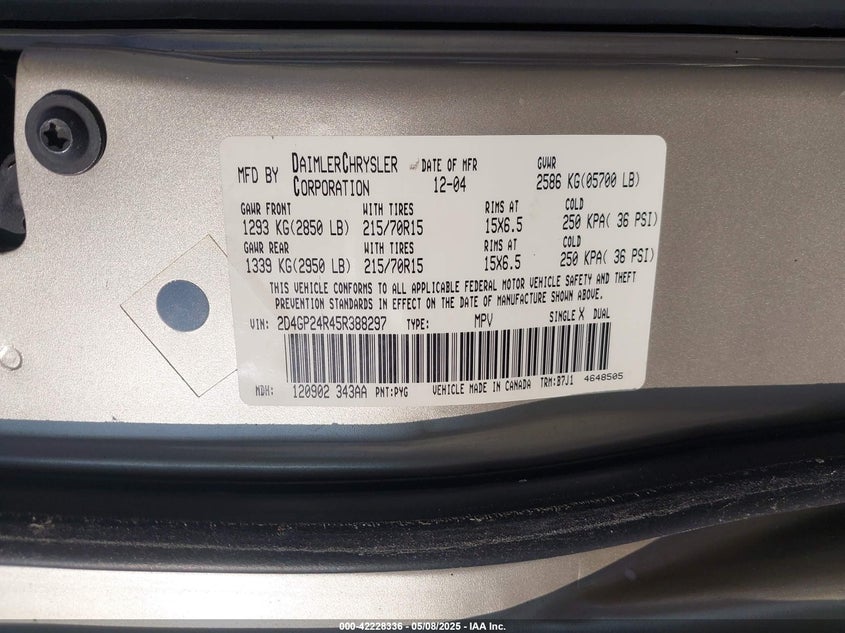 MFD BY DAIMLERCHRYSLER CORPORATION DATE OF MFR 12-04 GVWR 2586 KG(05700 LB)
GAWR FRONT WITH TIRES RIMS AT COLD
1293 KG(2850 LB) 215/70R15 15X6.5 250 KPA( 36 PSI)
GAWR REAR WITH TIRES RIMS AT COLD
1339 KG(2950 LB) 215/70R15 15X6.5 250 KPA( 36 PSI)
THIS VEHICLE CONFORMS TO ALL APPLICABLE FEDERAL MOTOR VEHICLE SAFETY AND THEFT
PREVENTION STANDARDS IN EFFECT ON THE DATE OF MANUFACTURE SHOWN ABOVE.
VIN: 2D4GP24R45R388297 TYPE: MPV SINGLE X DUAL
MDH: 120902 343AA PNT:PYG VEHICLE MADE IN CANADA TRM:B7J1 4648505
000-42228336 - 05/08/2025 - IAA Inc.